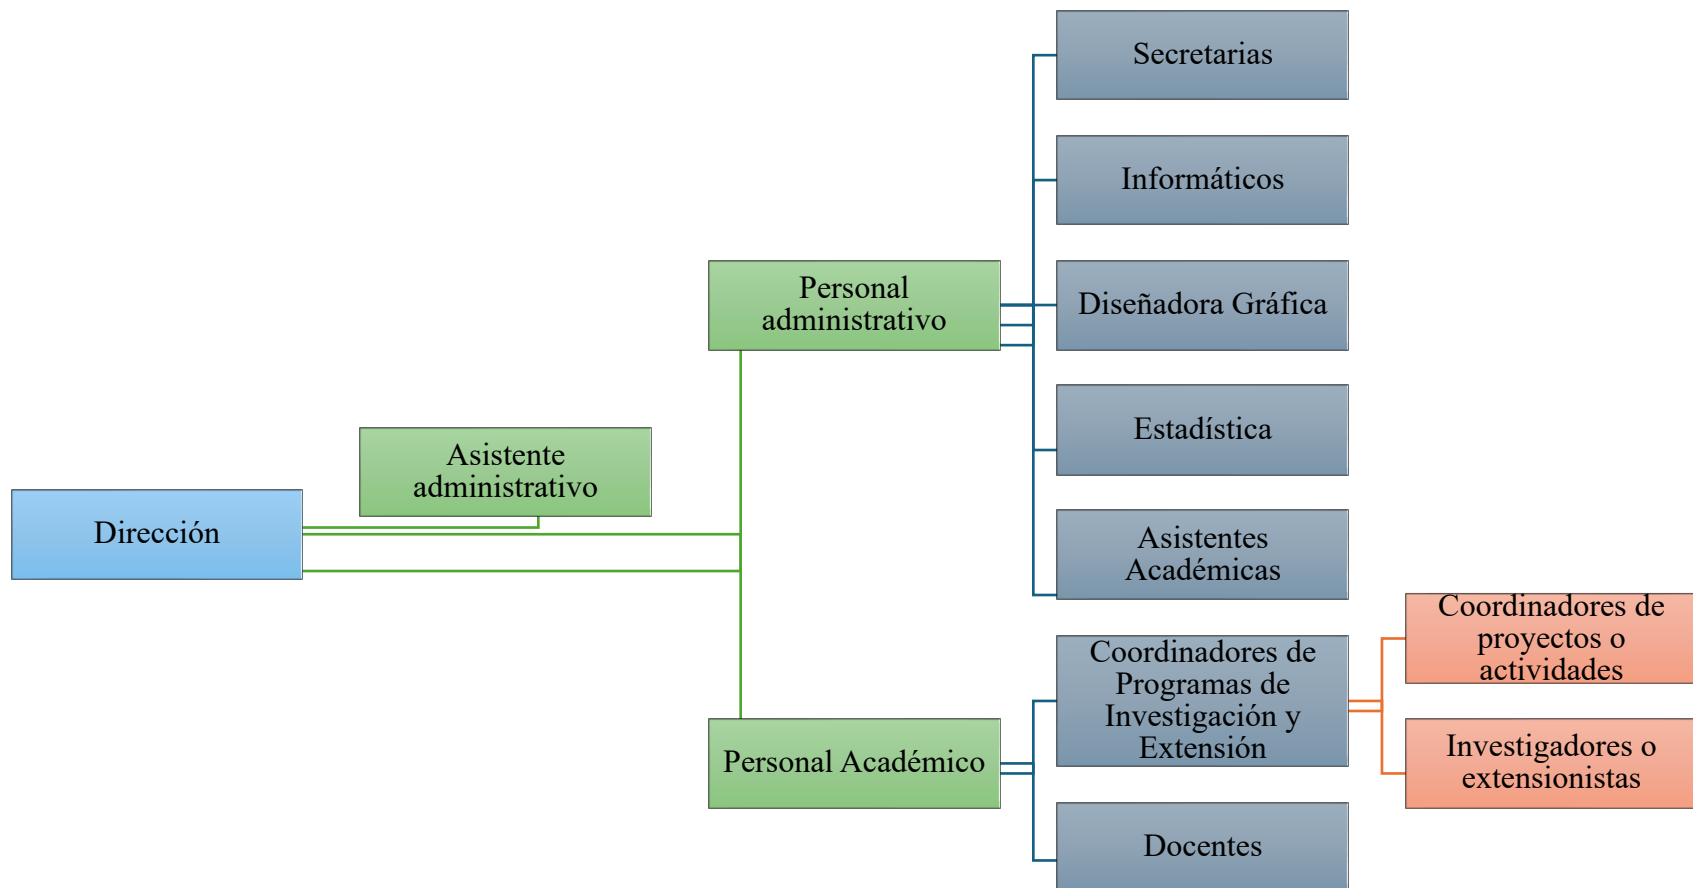 Secretarias
Informáticos
Personal
administrativo
Diseñadora Gráfica
Estadística
Asistente
administrativo
Dirección
Asistentes
Académicas
Coordinadores de
proyectos o
actividades
Coordinadores de
Programas de
Investigación y
Extensión
Personal Académico
Investigadores o
extensionistas
Docentes